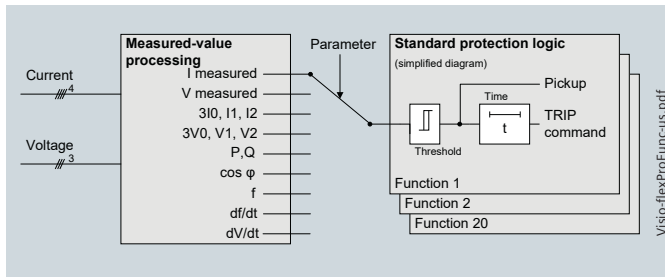 Measured-value
processing
Parameter
Standard protection logic
(simplified diagram)
Current
4
I measured
V measured
3I0, I1, I2
3V0, V1, V2
P,Q
cos φ
f
df/dt
dV/dt
Voltage
3
Pickup
Time
t
TRIP
command
Threshold
Function 1
Function 2
Function 20
Visio-flexProFunc-us.pdf